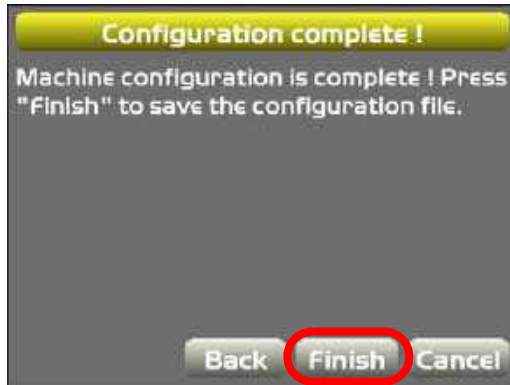 Configuration complete !
Machine configuration is complete ! Press
"Finish" to save the configuration file.
Back Finish Cancel